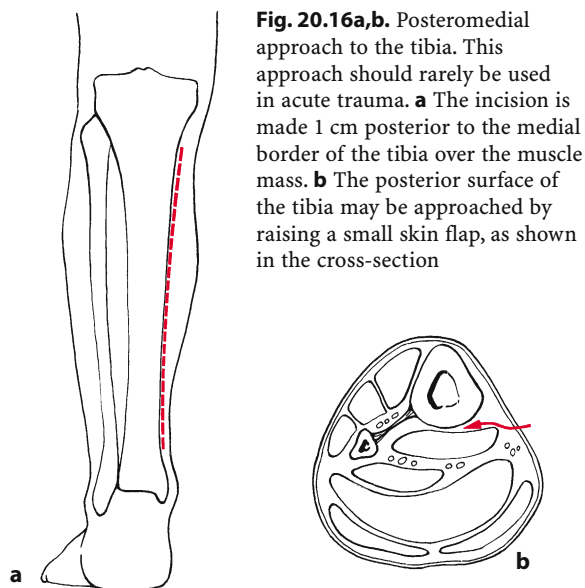 Fig. 20.16a,b. Posteromedial
approach to the tibia. This
approach should rarely be used
in acute trauma. a The incision is
made 1 cm posterior to the medial
border of the tibia over the muscle
mass. b The posterior surface of
the tibia may be approached by
raising a small skin flap, as shown
in the cross-section
a
b